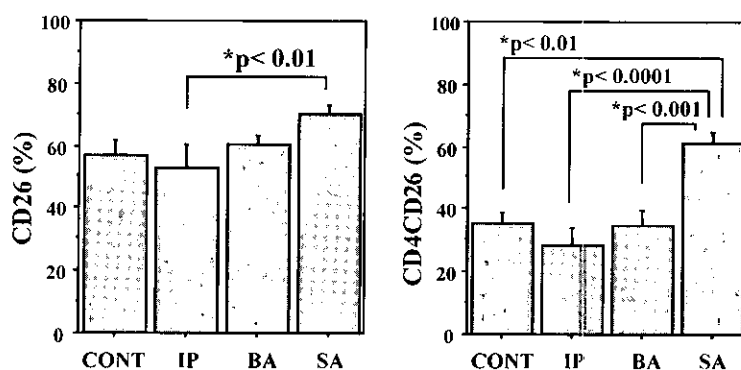 100
80
60
40
20
0
CD26 (%)
*p< 0.01
CONT IP BA SA
100
80
60
40
20
0
CD4CD26 (%)
*p< 0.01
*p< 0.0001
*p< 0.001
CONT IP BA SA